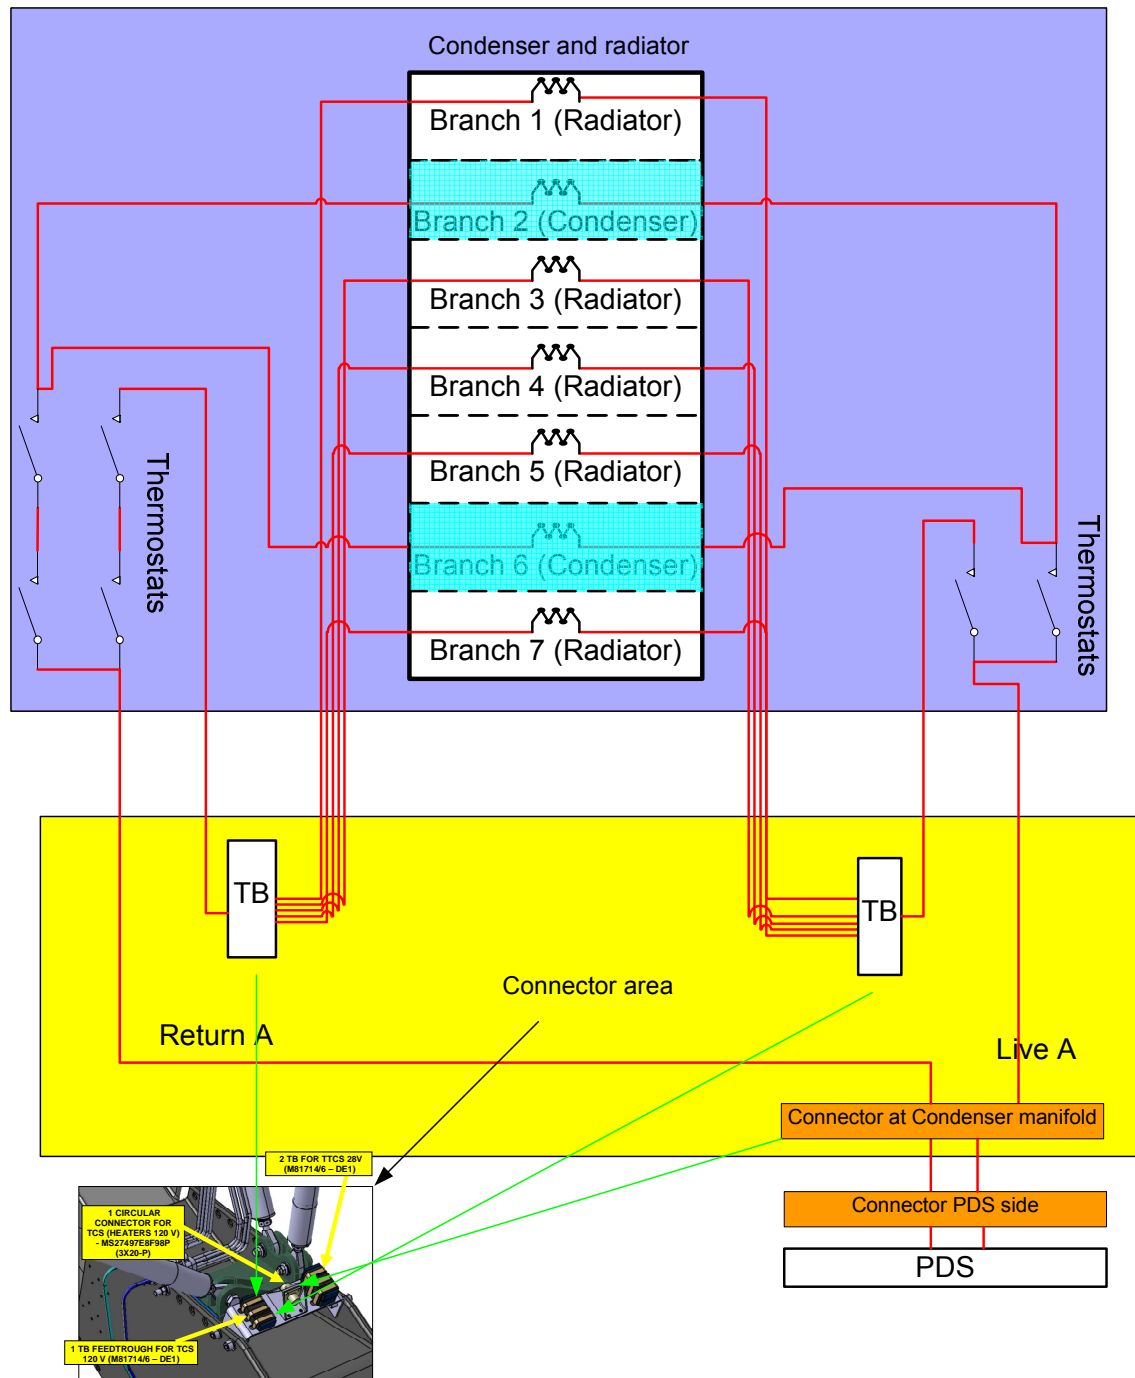 Condenser and radiator
Branch 1 (Radiator)
Branch 2 (Condenser)
Branch 3 (Radiator)
Branch 4 (Radiator)
Branch 5 (Radiator)
Branch 6 (Condenser)
Branch 7 (Radiator)
Thermostats
Thermostats
TB
TB
Connector area
Return A
Live A
Connector at Condenser manifold
2 TB FOR TTCS 28V
(M81714/6 – DE1)
Connector PDS side
1 CIRCULAR
CONNECTOR FOR
TCS (HEATERS 120 V)
- MS27497E8F98P
(3X20-P)
PDS
1 TB FEEDTROUGH FOR TCS
120 V (M81714/6 – DE1)